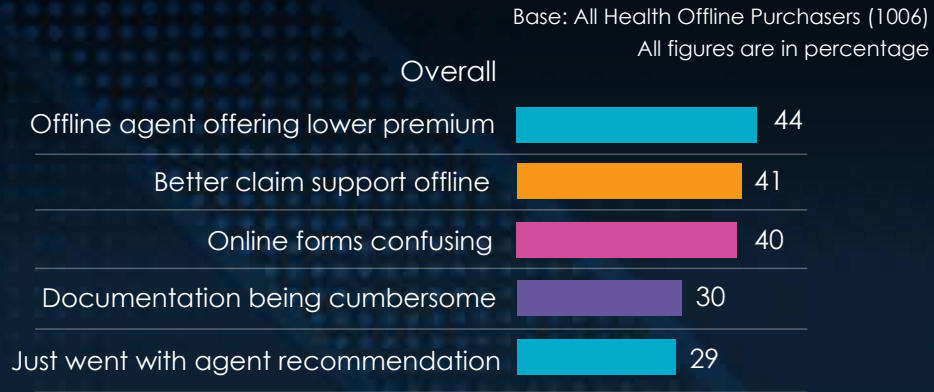 Base: All Health Offline Purchasers (1006)
All figures are in percentage
Overall
Offline agent offering lower premium 44
Better claim support offline 41
Online forms confusing 40
Documentation being cumbersome 30
Just went with agent recommendation 29